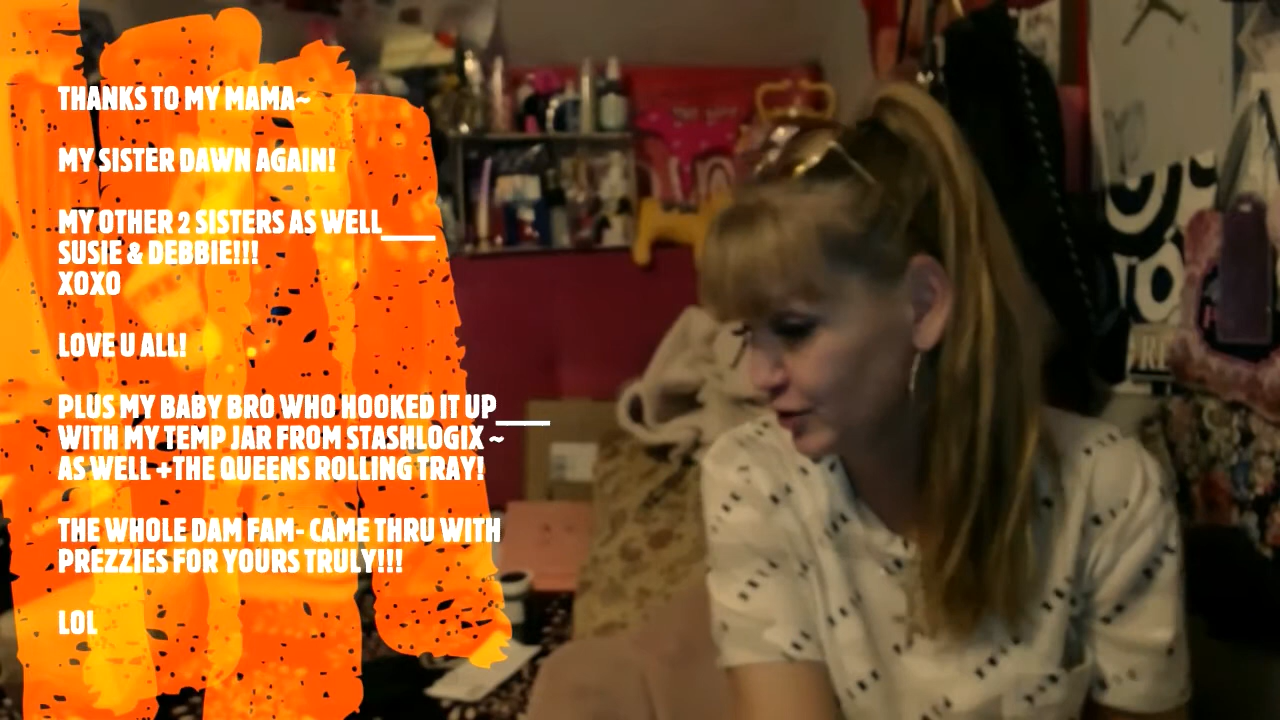 THANKS TO MY MAMA~
MY SISTER DAWN AGAIN!
MY OTHER 2 SISTERS AS WELL____
SUSIE & DEBBIE!!!
XOXO
LOVE U ALL!
PLUS MY BABY BRO WHO HOOKED IT UP____
WITH MY TEMP JAR FROM STASHLOGIX ~
AS WELL +THE QUEENS ROLLING TRAY!
THE WHOLE DAM FAM- CAME THRU WITH
PREZZIES FOR YOURS TRULY!!!
LOL